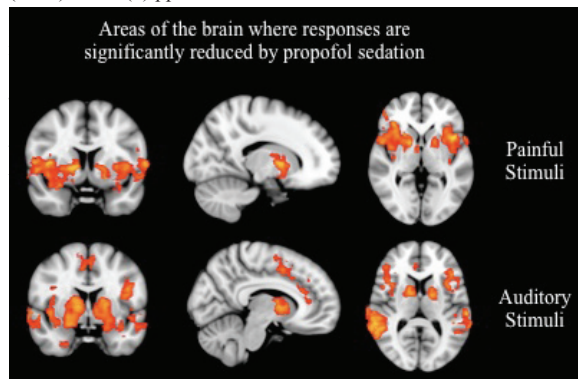 Areas of the brain where responses are
significantly reduced by propofol sedation
Painful
Stimuli
Auditory
Stimuli